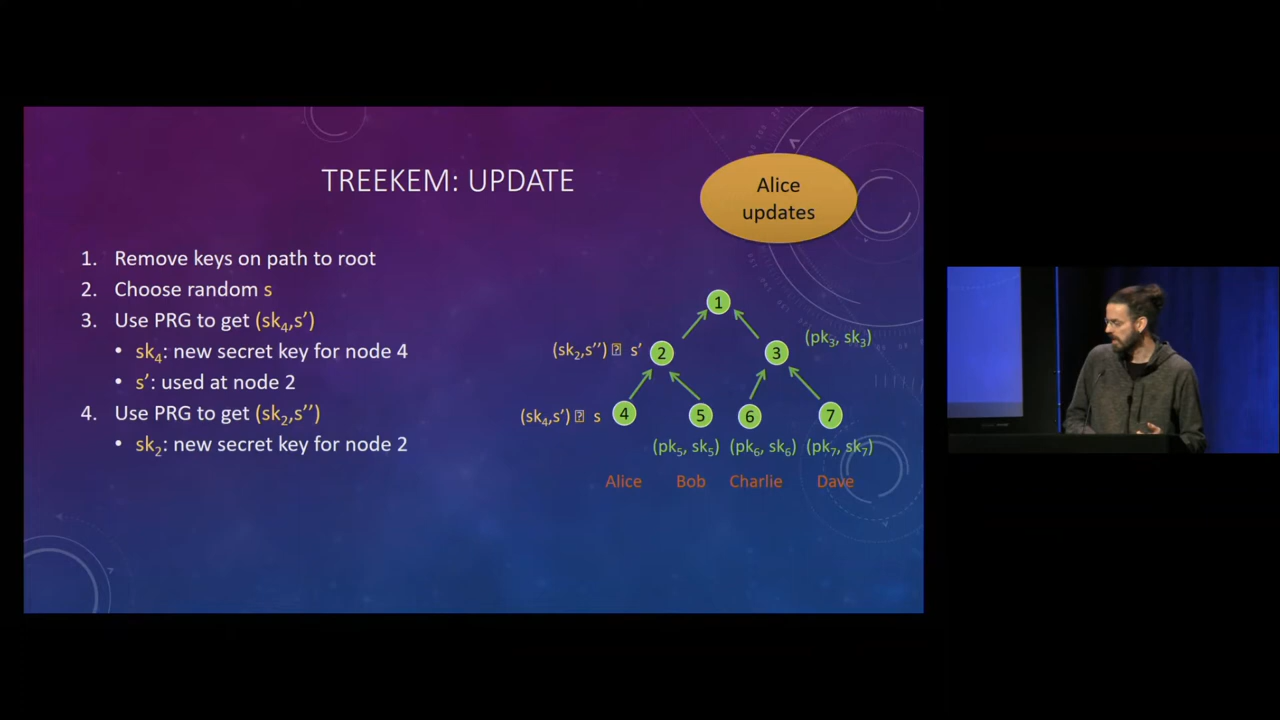 TREEKEM: UPDATE
Alice
updates
1. Remove keys on path to root
2. Choose random s
3. Use PRG to get (sk₄,s’)
• sk₄: new secret key for node 4
• s’: used at node 2
4. Use PRG to get (sk₂,s’’)
• sk₂: new secret key for node 2
1
(pk₃, sk₃)
(sk₂,s’’) ⍰ s’ 2 3
(sk₄,s’) ⍰ s 4 5 6 7
(pk₅, sk₅) (pk₆, sk₆) (pk₇, sk₇)
Alice Bob Charlie Dave